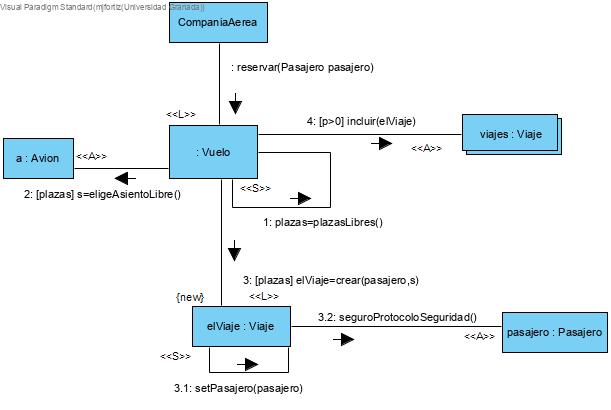 Visual Paradigm Standard(mjfortiz(Universidad Granada))
CompaniaAerea
: reservar(Pasajero pasajero)
<<L>>
4: [p>0] incluir(elViaje)
viajes : Viaje
a : Avion
<<A>>
: Vuelo
<<A>>
2: [plazas] s=eligeAsientoLibre()
<<S>>
1: plazas=plazasLibres()
3: [plazas] elViaje=crear(pasajero,s)
{new}
<<L>>
elViaje : Viaje
3.2: seguroProtocoloSeguridad()
pasajero : Pasajero
<<A>>
<<S>>
3.1: setPasajero(pasajero)